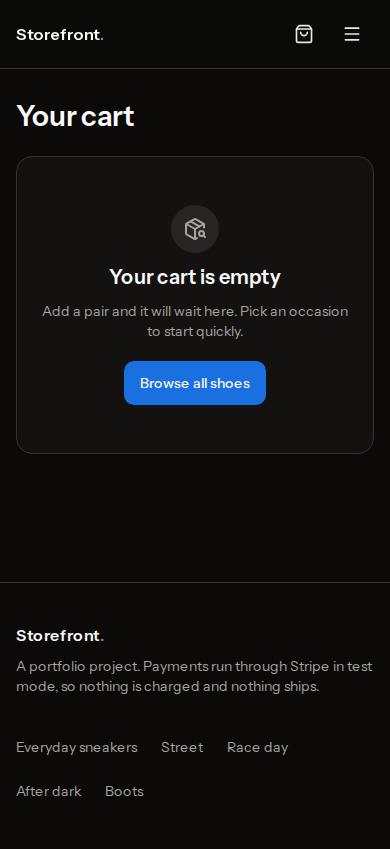 Storefront.
Your cart
Your cart is empty
Add a pair and it will wait here. Pick an occasion
to start quickly.
Browse all shoes
Storefront.
A portfolio project. Payments run through Stripe in test
mode, so nothing is charged and nothing ships.
Everyday sneakers Street Race day
After dark Boots